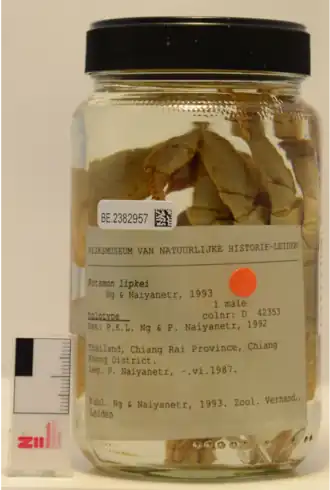 BE.2382957
RIJKSMUSEUM VAN NATUURLIJKE HISTORIE-LEIDEN
Potamon lipkei
Ng & Naiyanetr, 1993
1 male
holotype colnr: D 42353
Det. P.K.L. Ng & P. Naiyanetr, 1992
Thailand, Chiang Rai Province, Chiang
Khong District.
Leg. P. Naiyanetr, -.vi.1987.
Publ. Ng & Naiyanetr, 1993. Zool. Verhand.,
Leiden